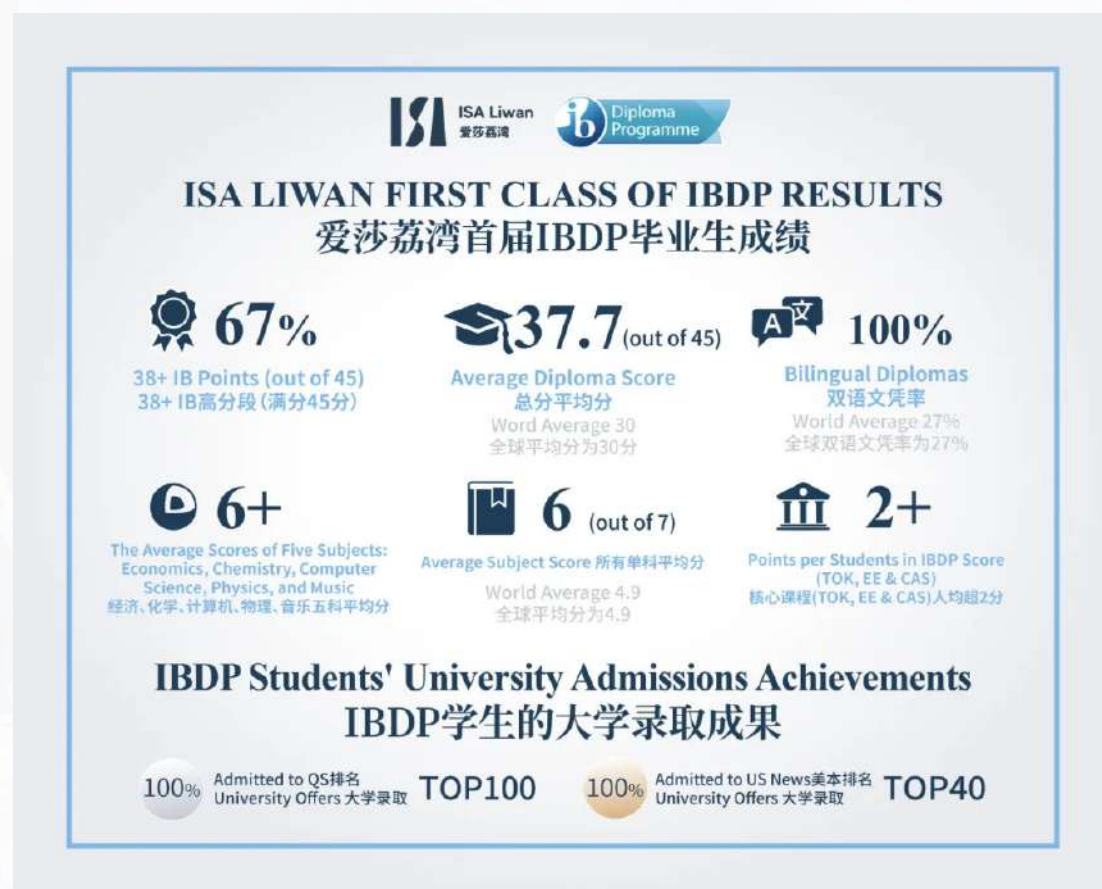 ISA
ISA Liwan
爱莎荔湾
ib
Diploma
Programme
ISA LIWAN FIRST CLASS OF IBDP RESULTS
爱莎荔湾首届IBDP毕业生成绩
67%
38+ IB Points (out of 45)
38+ IB高分段(满分45分)
37.7(out of 45)
Average Diploma Score
总分平均分
Word Average 30
全球平均分为30分
A文
100%
Bilingual Diplomas
双语文凭率
World Average 27%
全球双语文凭率为27%
6+
The Average Scores of Five Subjects:
Economics, Chemistry, Computer
Science, Physics, and Music
经济、化学、计算机、物理、音乐五科平均分
6 (out of 7)
Average Subject Score 所有单科平均分
World Average 4.9
全球平均分为4.9
2+
Points per Students in IBDP Score
(TOK, EE & CAS)
核心课程(TOK, EE & CAS)人均超2分
IBDP Students' University Admissions Achievements
IBDP学生的大学录取成果
100%
Admitted to QS排名
University Offers 大学录取
TOP100
100%
Admitted to US News美本排名
University Offers 大学录取
TOP40